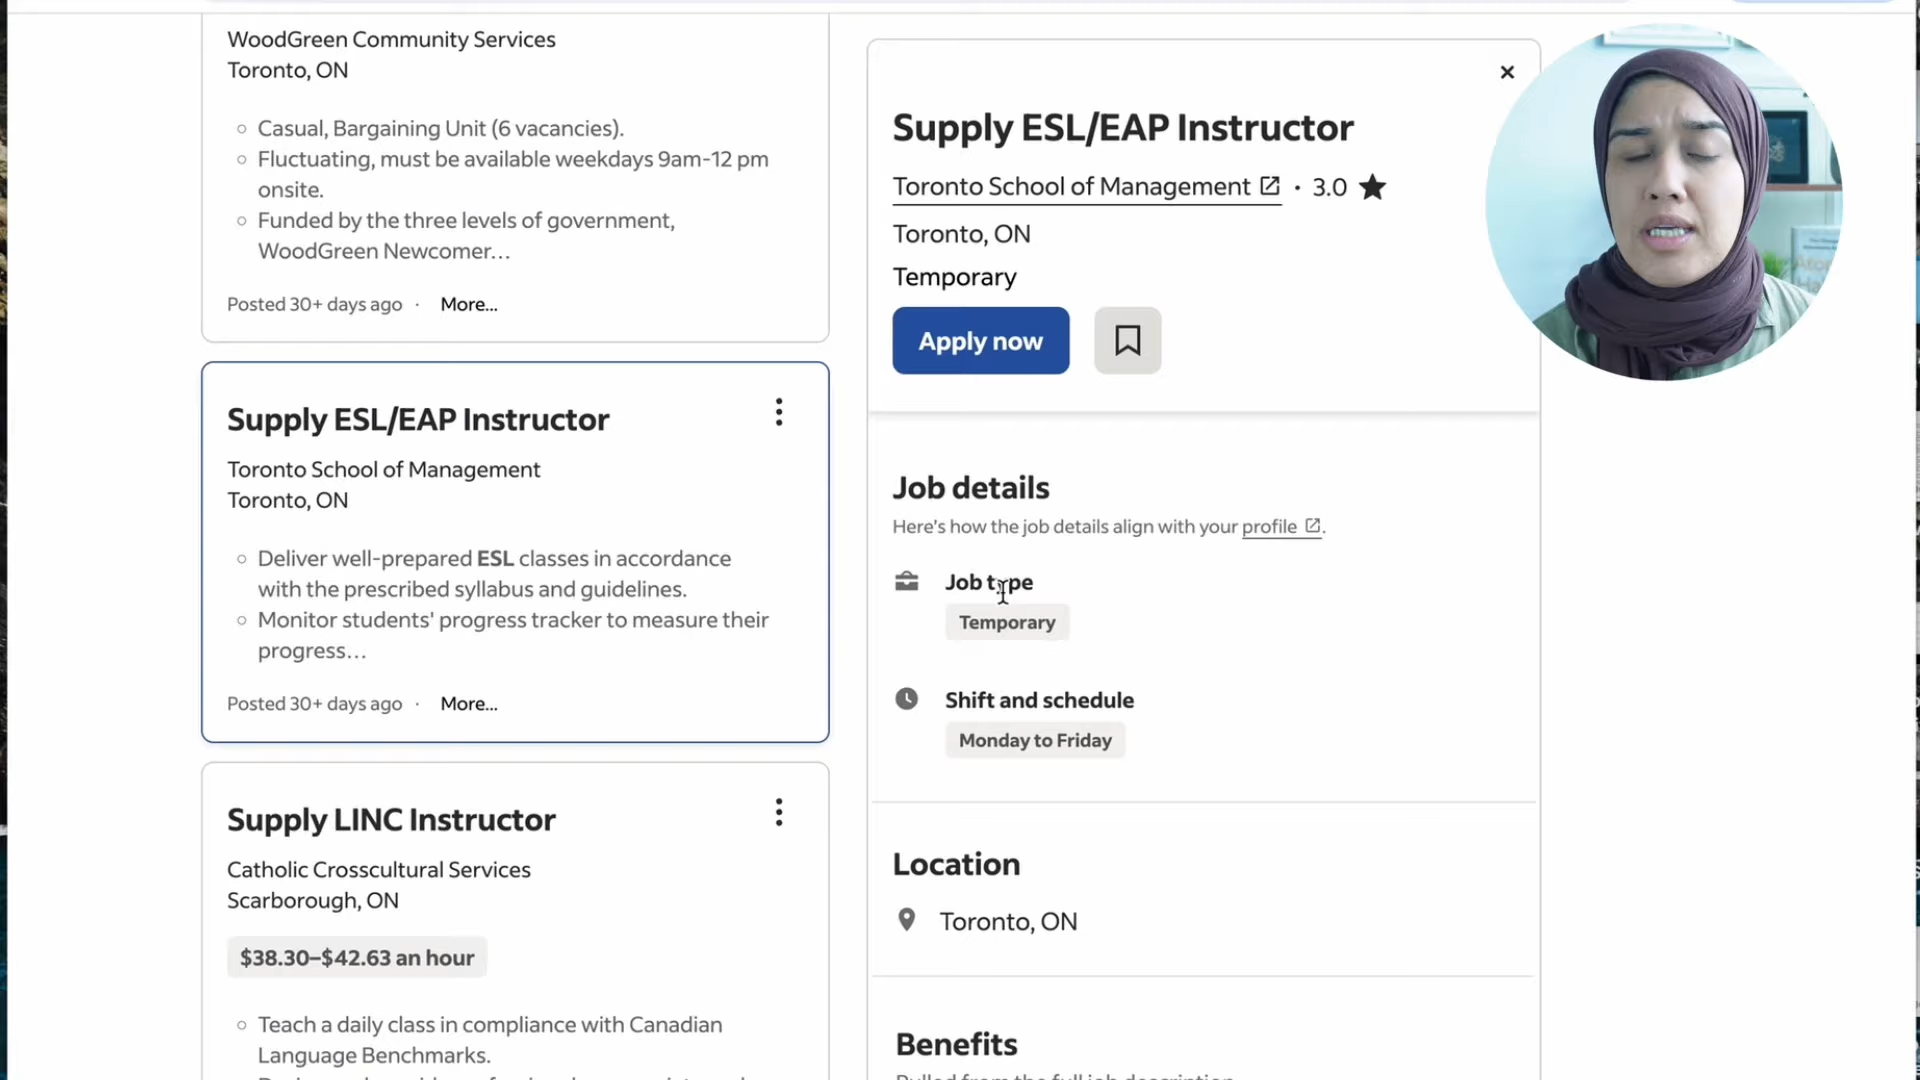 WoodGreen Community Services
Toronto, ON
Casual, Bargaining Unit (6 vacancies).
Fluctuating, must be available weekdays 9am-12 pm
onsite.
Funded by the three levels of government,
WoodGreen Newcomer…
Posted 30+ days ago · More...
Supply ESL/EAP Instructor
Toronto School of Management
Toronto, ON
Deliver well-prepared ESL classes in accordance
with the prescribed syllabus and guidelines.
Monitor students' progress tracker to measure their
progress…
Posted 30+ days ago · More...
Supply LINC Instructor
Catholic Crosscultural Services
Scarborough, ON
$38.30–$42.63 an hour
Teach a daily class in compliance with Canadian
Language Benchmarks.
Supply ESL/EAP Instructor
Toronto School of Management · 3.0
Toronto, ON
Temporary
Apply now
Job details
Here's how the job details align with your profile.
Job type
Temporary
Shift and schedule
Monday to Friday
Location
Toronto, ON
Benefits
Pulled from the full job description